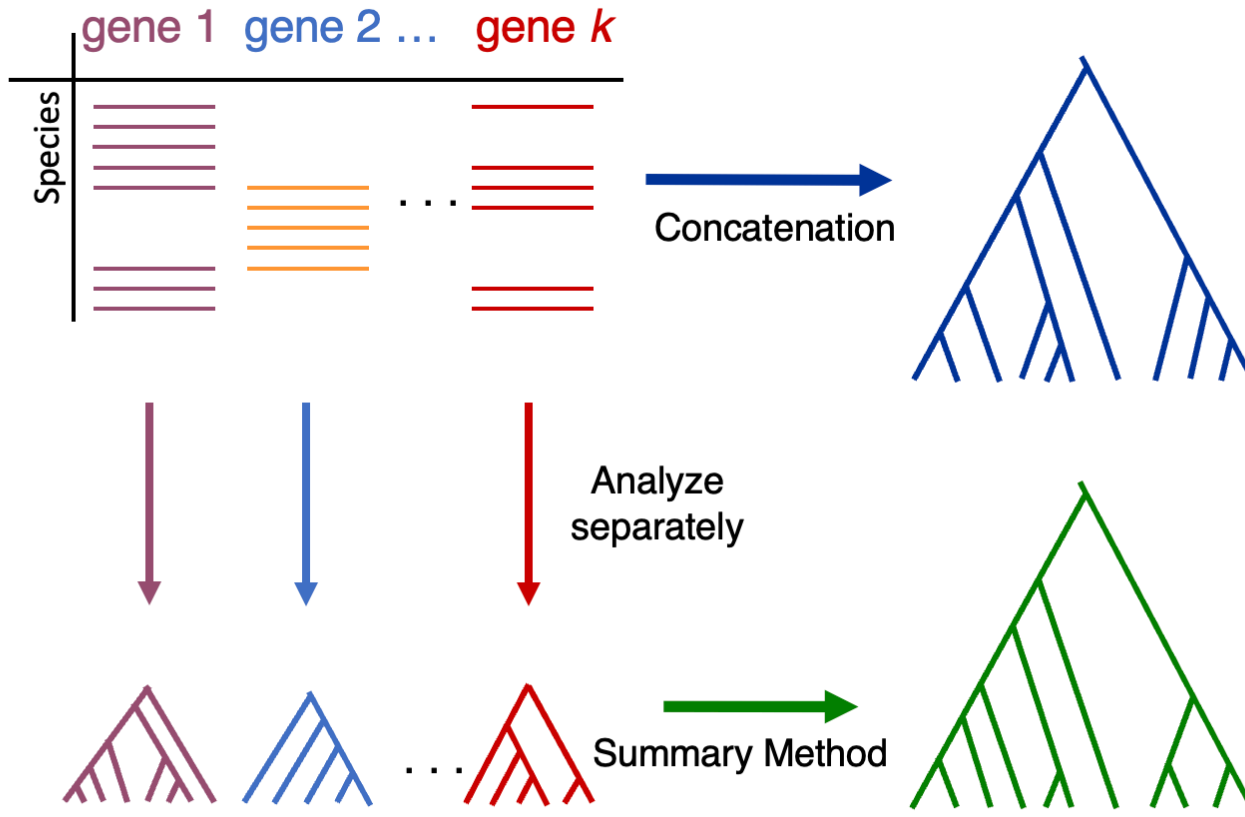 gene 1 gene 2 ... gene k
Species
. . .
Concatenation
Analyze
separately
. . .
Summary Method